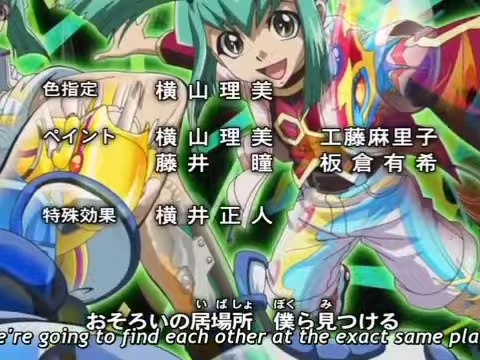 色指定 横山理美
ペイント 横山理美 工藤麻里子
藤井 瞳 板倉有希
特殊効果 横井正人
いばしょ ぼく み
おそろいの居場所 僕ら見つける
e're going to find each other at the exact same pla